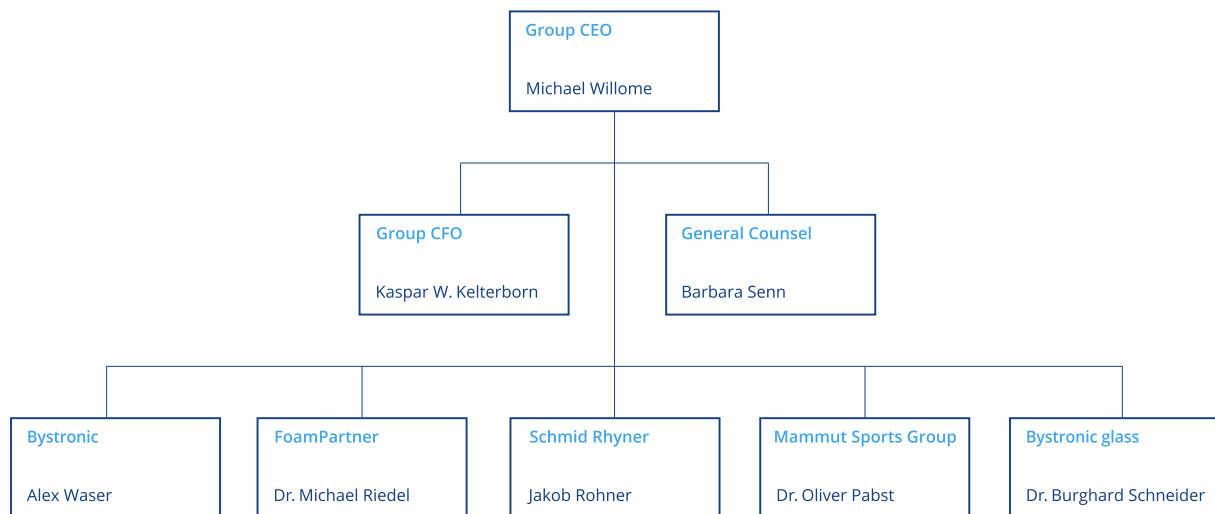 Group CEO
Michael Willome
Group CFO
Kaspar W. Kelterborn
General Counsel
Barbara Senn
Bystronic
Alex Waser
FoamPartner
Dr. Michael Riedel
Schmid Rhyner
Jakob Rohner
Mammut Sports Group
Dr. Oliver Pabst
Bystronic glass
Dr. Burghard Schneider